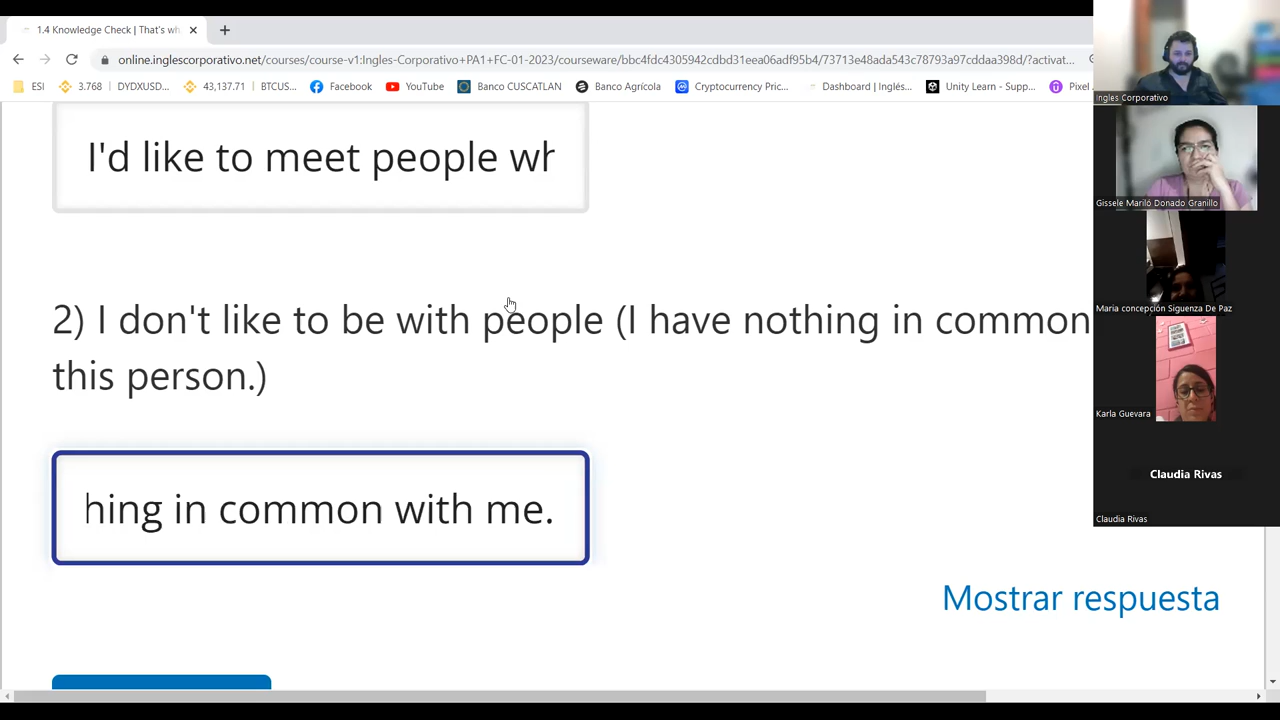 1.4 Knowledge Check | That's wh
online.inglescorporativo.net/courses/course-v1:Ingles-Corporativo+PAI-EC-01-2023/courseware/bbc4fdc4305942cdbd31fea06adf95b4/73713e48ada543c78793a97cddaa398d/?activat...
ESI 3.768 DYDXUSD... 43,137.71 BTCUS... Facebook YouTube Banco CUSCATLAN Banco Agrícola Cryptocurrency Pric... Dashboard | Inglés... Unity Learn - Supp... Pixel
I'd like to meet people wh
2) I don't like to be with people (I have nothing in common
this person.)
hing in common with me.
Mostrar respuesta
Ingles Corporativo
Gissele Mariló Donado Granillo
Maria concepción Siguenza De Paz
Karla Guevara
Claudia Rivas
Claudia Rivas